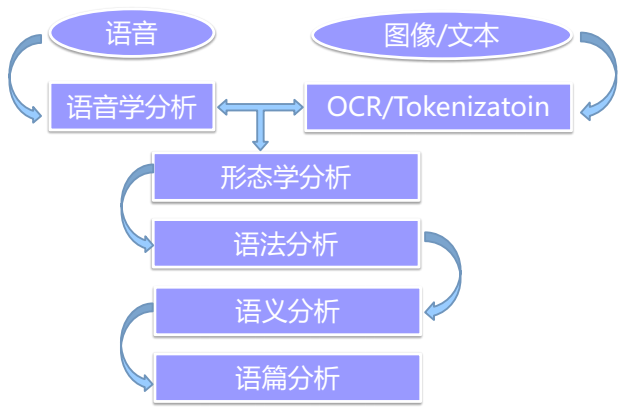 语音
图像/文本
语音学分析
OCR/Tokenizatoin
形态学分析
语法分析
语义分析
语篇分析